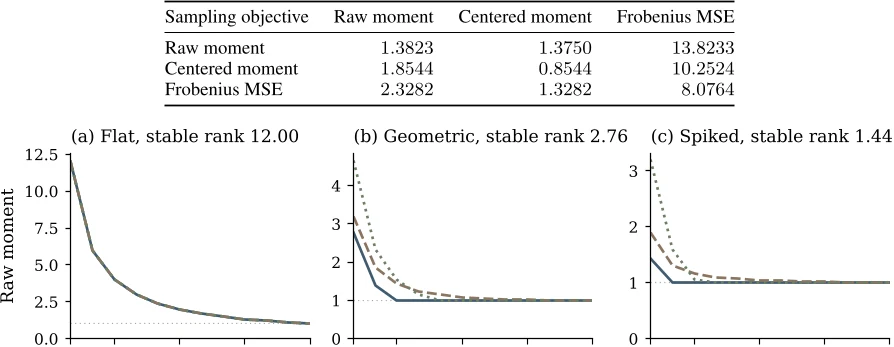 Sampling objective Raw moment Centered moment Frobenius MSE
Raw moment 1.3823 1.3750 13.8233
Centered moment 1.8544 0.8544 10.2524
Frobenius MSE 2.3282 1.3282 8.0764
(a) Flat, stable rank 12.00 (b) Geometric, stable rank 2.76 (c) Spiked, stable rank 1.44
Raw moment
12.5
10.0
7.5
5.0
2.5
0.0
4
3
2
1
0
3
2
1
0